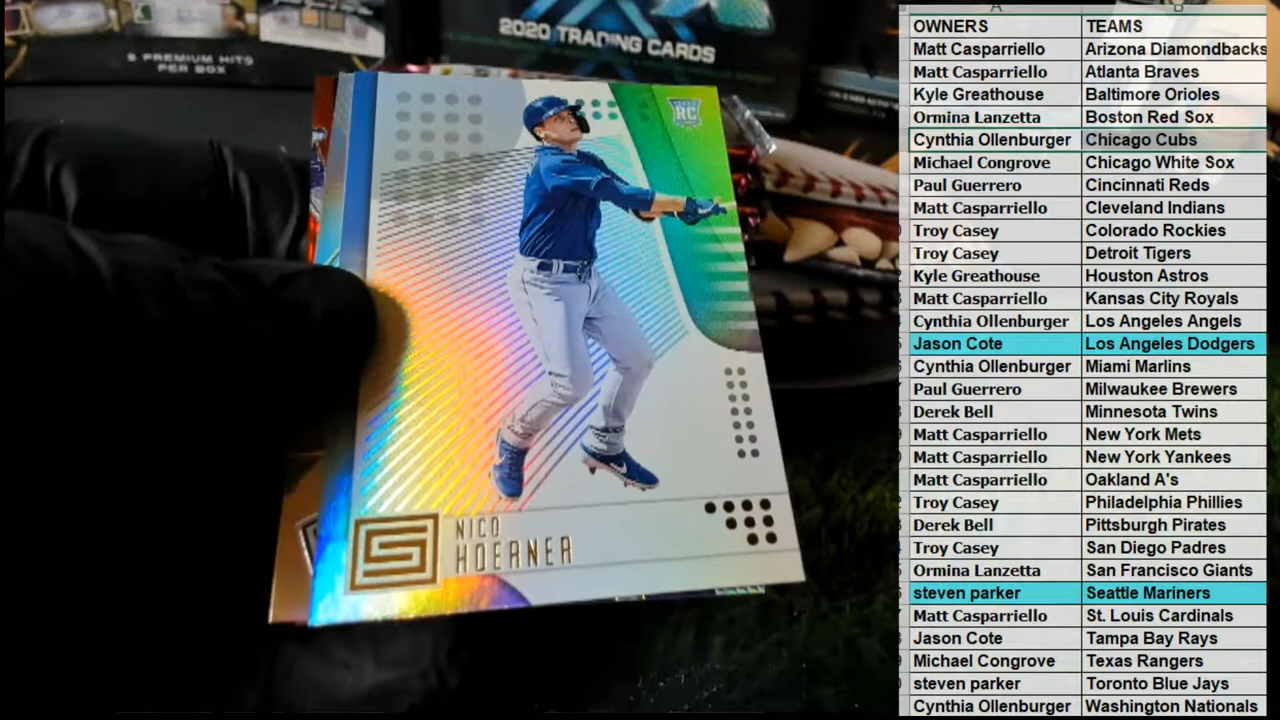 5 PREMIUM HITS
PER BOX
2020 TRADING CARDS
RC
NICO
HOERNER
A B
OWNERS TEAMS
Matt Casparriello Arizona Diamondbacks
Matt Casparriello Atlanta Braves
Kyle Greathouse Baltimore Orioles
Ormina Lanzetta Boston Red Sox
Cynthia Ollenburger Chicago Cubs
Michael Congrove Chicago White Sox
Paul Guerrero Cincinnati Reds
Matt Casparriello Cleveland Indians
Troy Casey Colorado Rockies
Troy Casey Detroit Tigers
Kyle Greathouse Houston Astros
Matt Casparriello Kansas City Royals
Cynthia Ollenburger Los Angeles Angels
Jason Cote Los Angeles Dodgers
Cynthia Ollenburger Miami Marlins
Paul Guerrero Milwaukee Brewers
Derek Bell Minnesota Twins
Matt Casparriello New York Mets
Matt Casparriello New York Yankees
Matt Casparriello Oakland A's
Troy Casey Philadelphia Phillies
Derek Bell Pittsburgh Pirates
Troy Casey San Diego Padres
Ormina Lanzetta San Francisco Giants
steven parker Seattle Mariners
Matt Casparriello St. Louis Cardinals
Jason Cote Tampa Bay Rays
Michael Congrove Texas Rangers
steven parker Toronto Blue Jays
Cynthia Ollenburger Washington Nationals